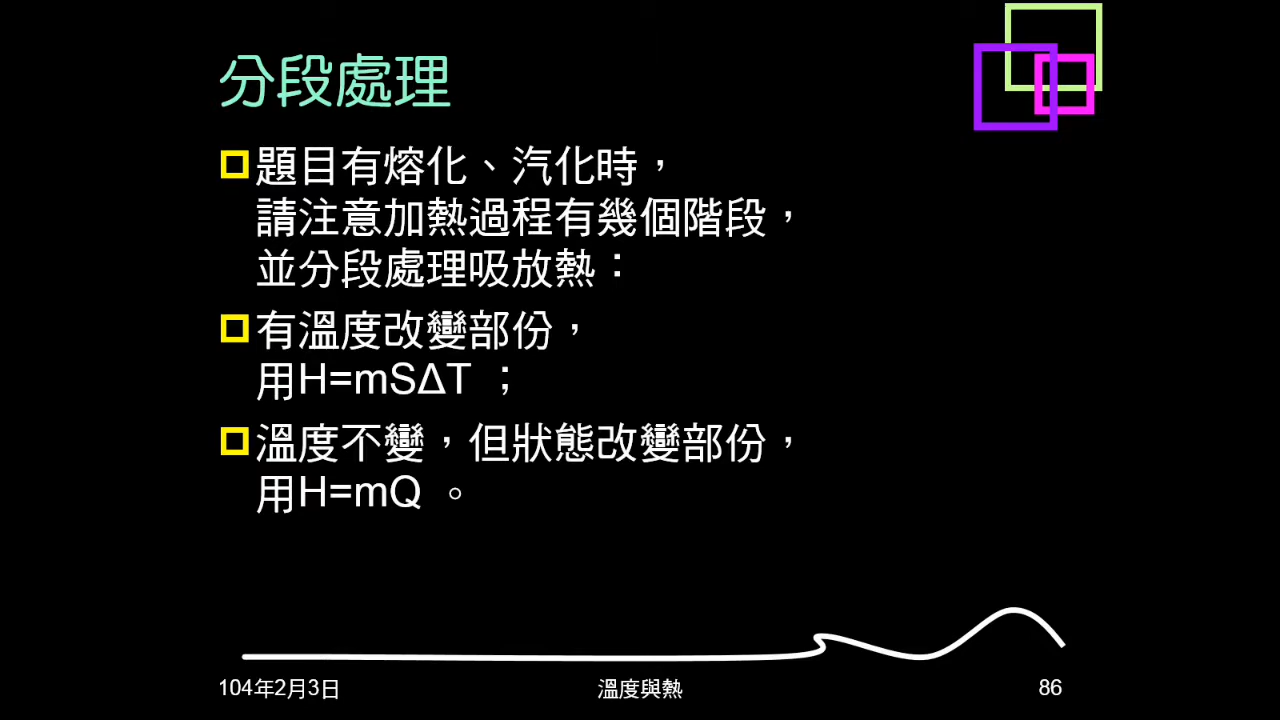 分段處理
題目有熔化、汽化時，
請注意加熱過程有幾個階段，
並分段處理吸放熱：
有溫度改變部份，
用H=mSΔT ；
溫度不變，但狀態改變部份，
用H=mQ 。
104年2月3日
溫度與熱
86